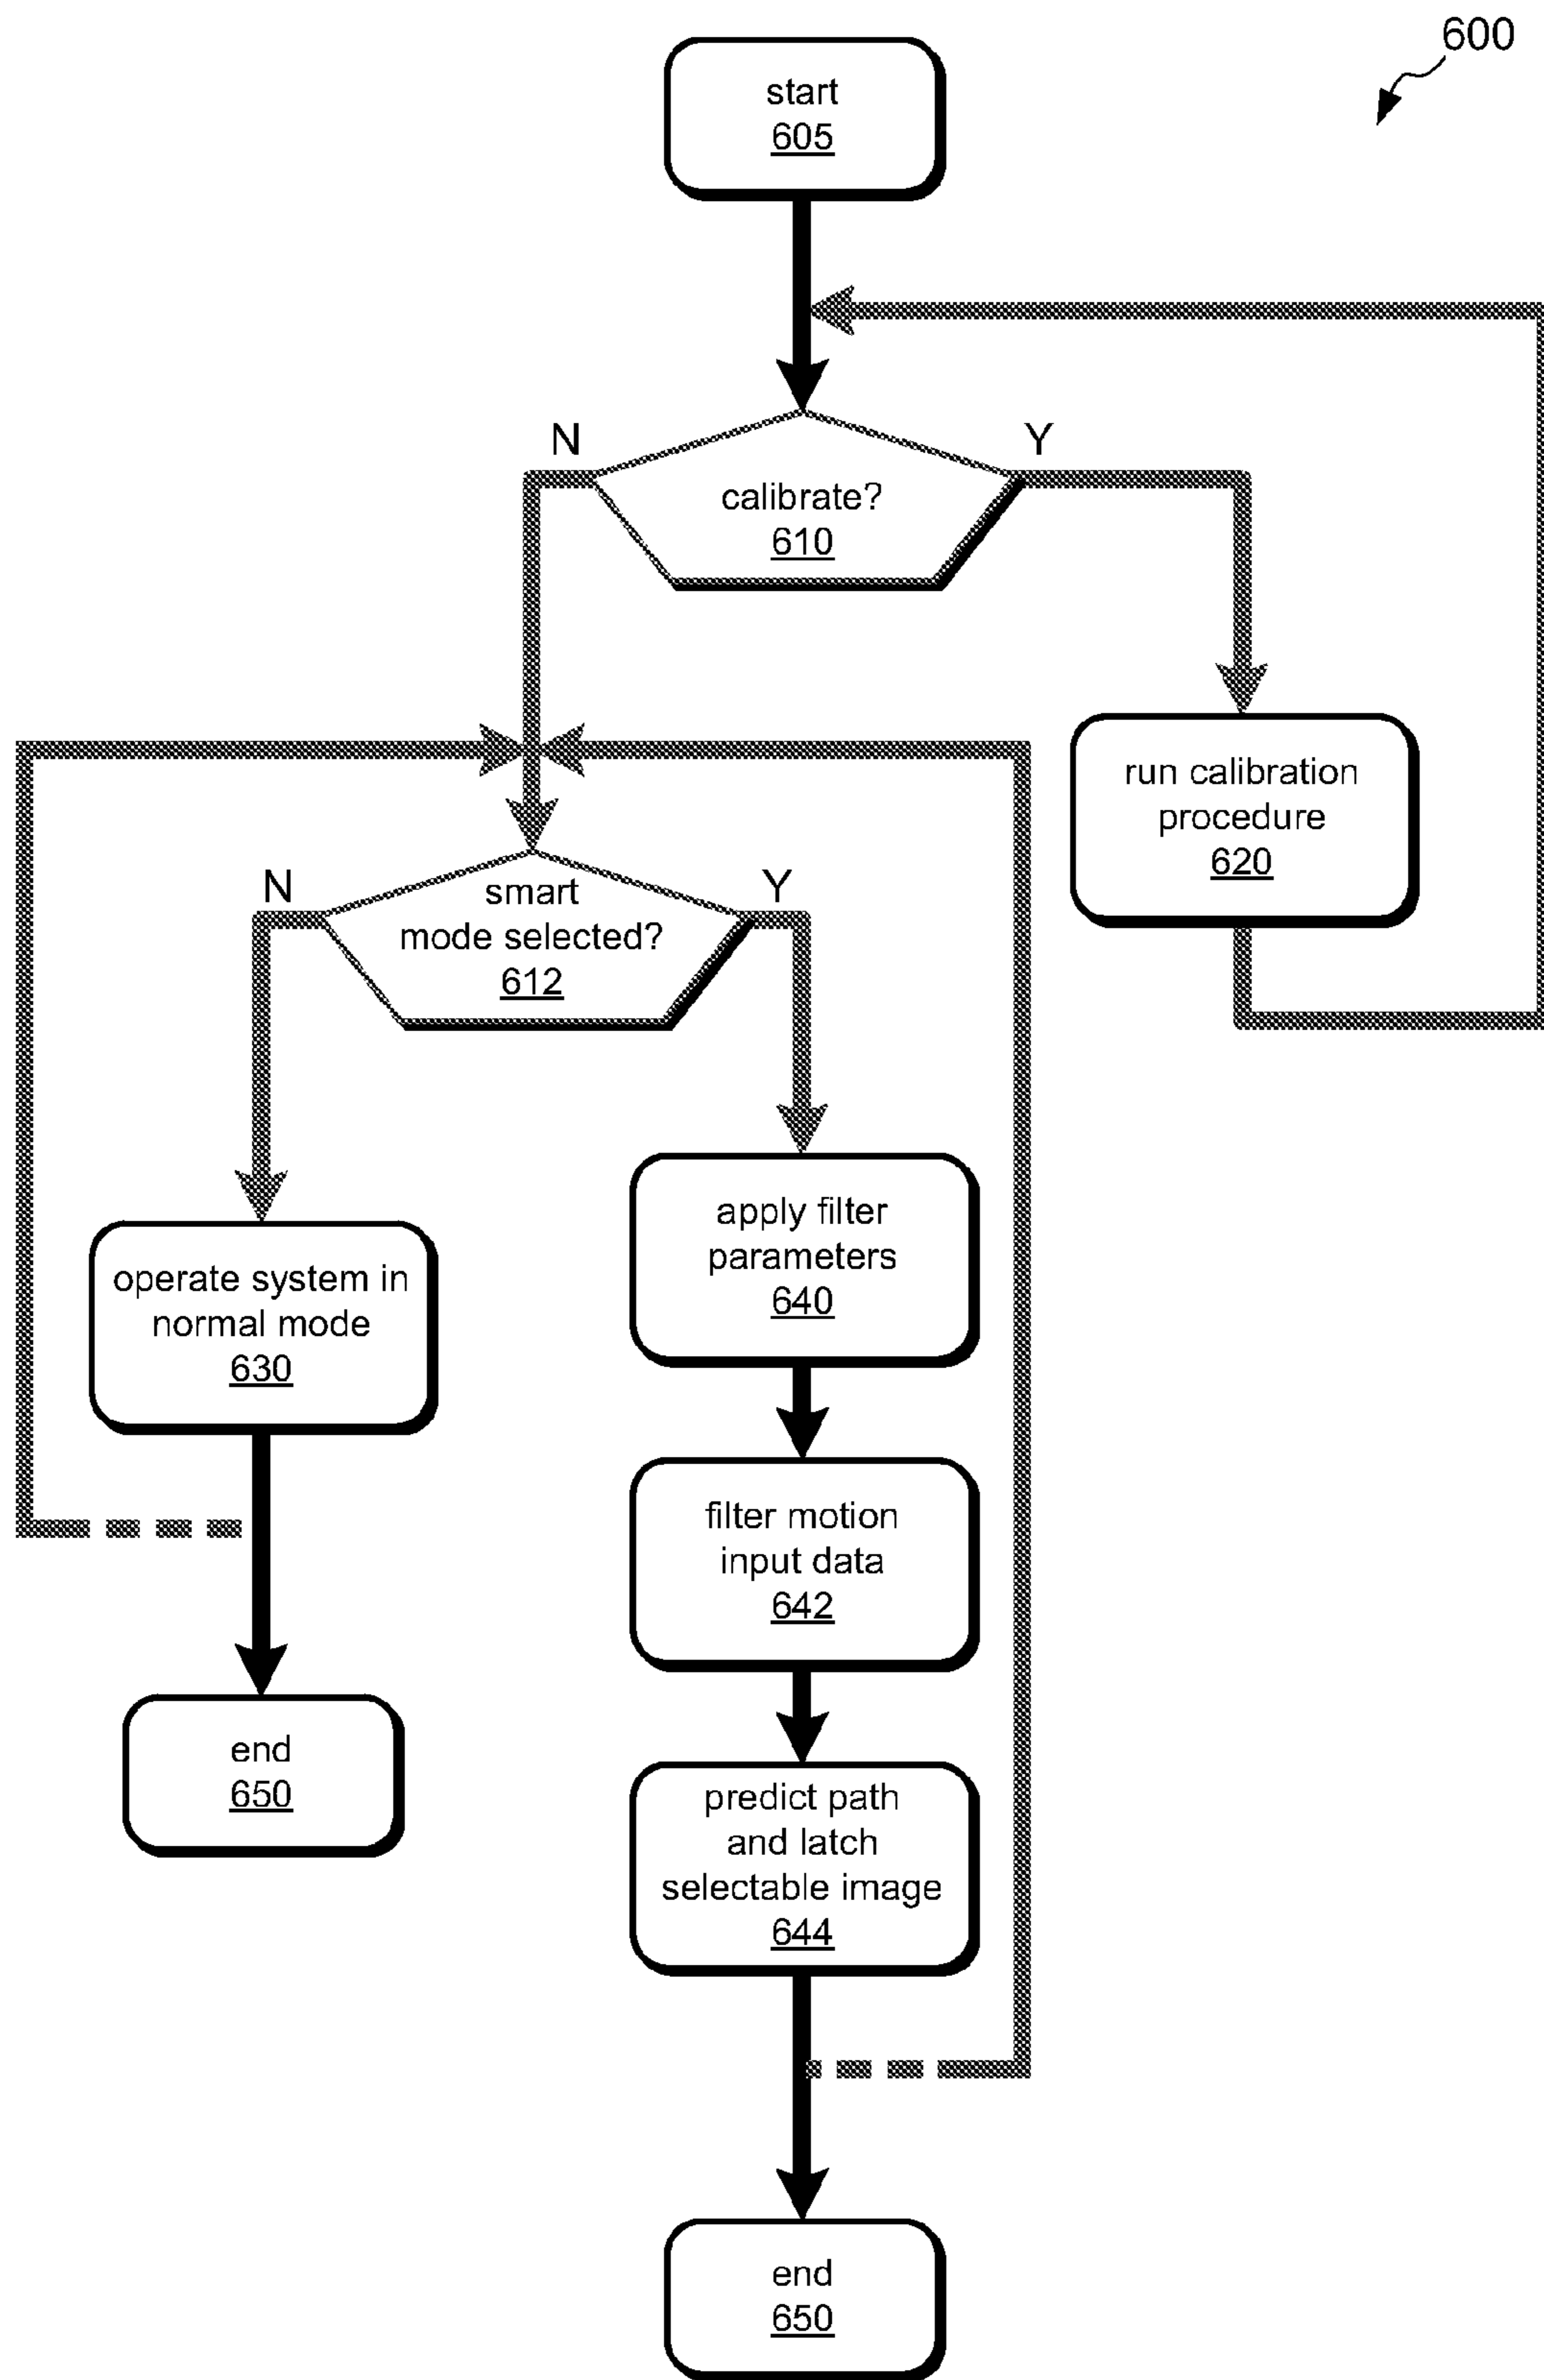 600
start
605
N
Y
calibrate?
610
run calibration
procedure
620
N
Y
smart
mode selected?
612
apply filter
parameters
640
operate system in
normal mode
630
filter motion
input data
642
end
650
predict path
and latch
selectable image
644
end
650